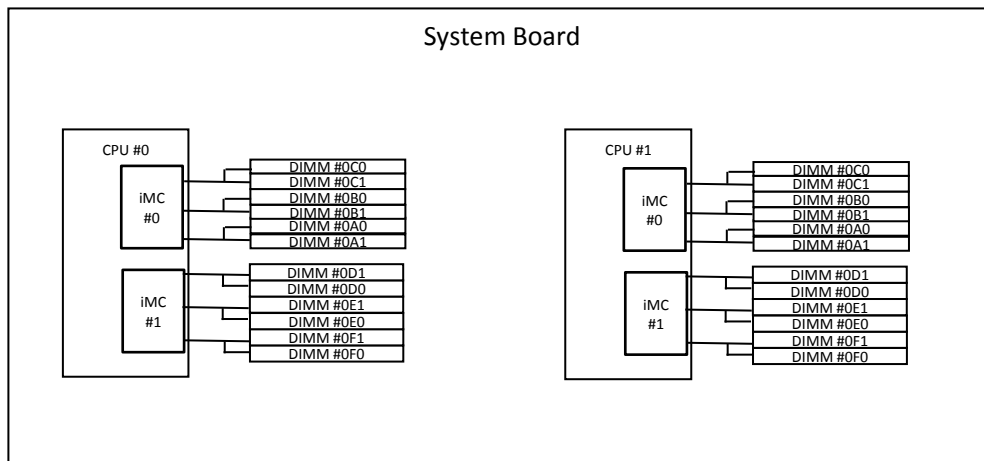 System Board
CPU #0
iMC
#0
DIMM #0C0
DIMM #0C1
DIMM #0B0
DIMM #0B1
DIMM #0A0
DIMM #0A1
iMC
#1
DIMM #0D1
DIMM #0D0
DIMM #0E1
DIMM #0E0
DIMM #0F1
DIMM #0F0
CPU #1
iMC
#0
DIMM #0C0
DIMM #0C1
DIMM #0B0
DIMM #0B1
DIMM #0A0
DIMM #0A1
iMC
#1
DIMM #0D1
DIMM #0D0
DIMM #0E1
DIMM #0E0
DIMM #0F1
DIMM #0F0